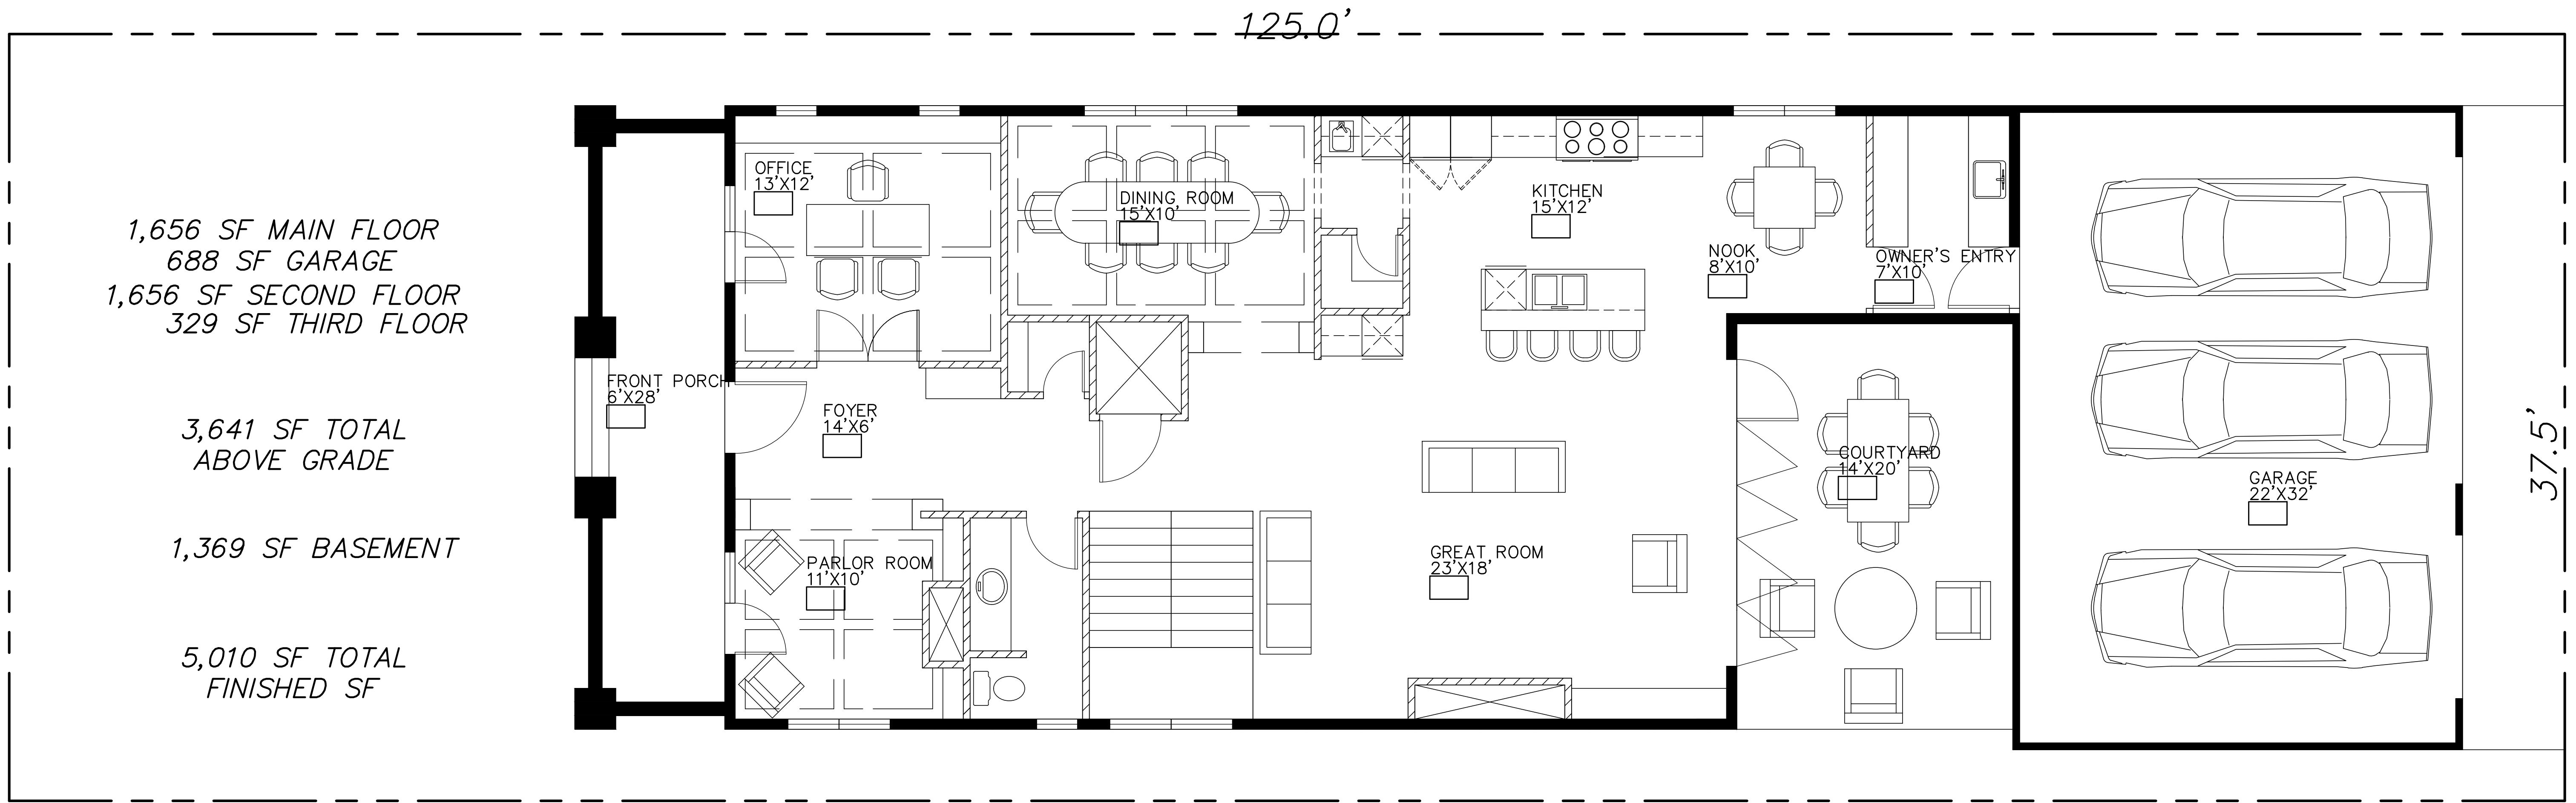 125.0'
1,656 SF MAIN FLOOR
688 SF GARAGE
1,656 SF SECOND FLOOR
329 SF THIRD FLOOR
3,641 SF TOTAL
ABOVE GRADE
1,369 SF BASEMENT
5,010 SF TOTAL
FINISHED SF
FRONT PORCH
6'X28'
OFFICE
13'X12'
FOYER
14'X6'
PARLOR ROOM
11'X10'
DINING ROOM
15'X10'
KITCHEN
15'X12'
NOOK
8'X10'
OWNER'S ENTRY
7'X10'
GREAT ROOM
23'X18'
COURTYARD
14'X20'
GARAGE
22'X32'
37.5'